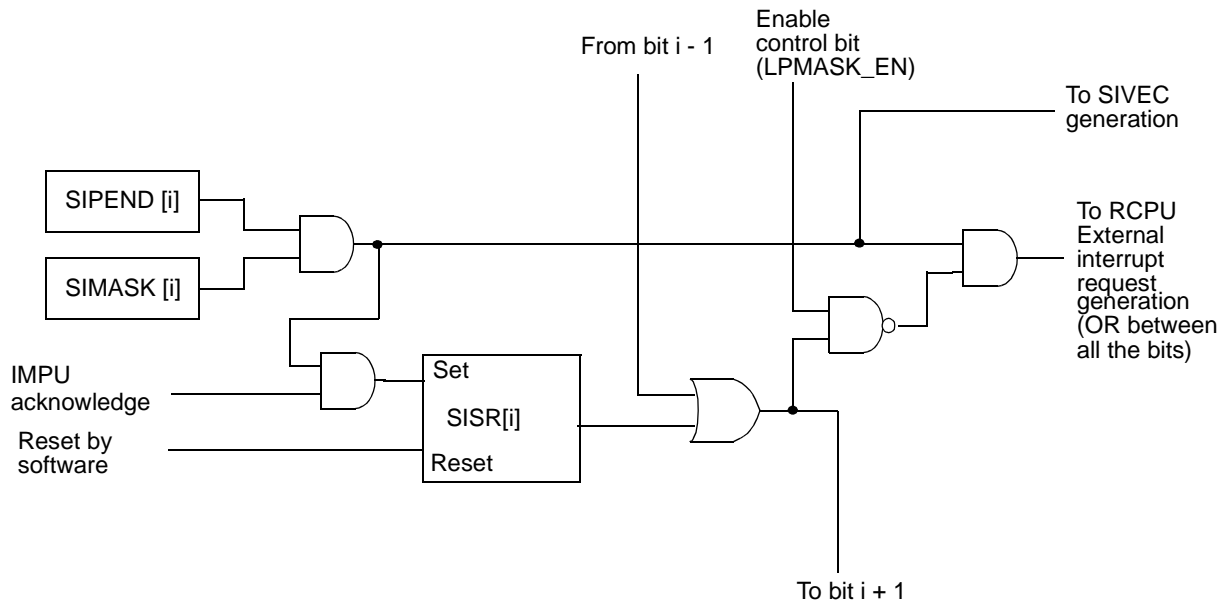 Enable
control bit
(LPMASK_EN)
From bit i - 1
To SIVEC
generation
SIPEND [i]
SIMASK [i]
To RCPU
External
interrupt
request
generation
(OR between
all the bits)
IMPU
acknowledge
Reset by
software
Set
SISR[i]
Reset
To bit i + 1